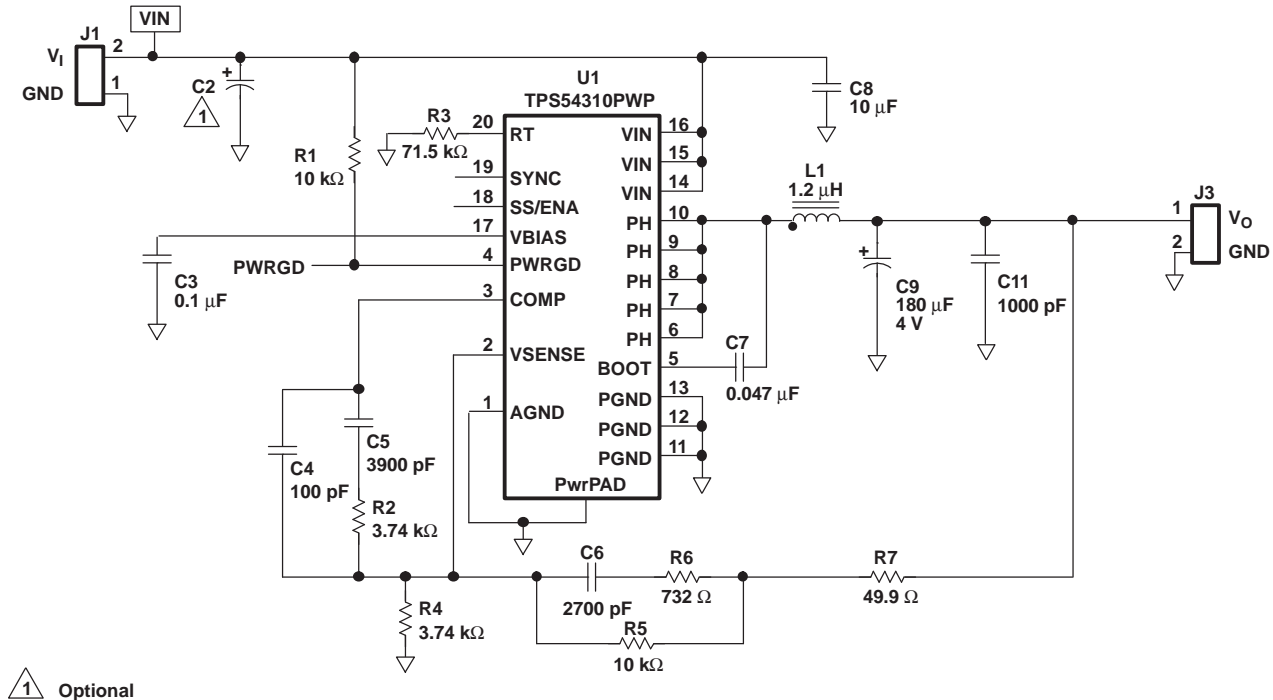 VIN
J1
VI
2
1
GND
C2
1
R1
10 kΩ
R3
71.5 kΩ
U1
TPS54310PWP
20 RT
19 SYNC
18 SS/ENA
17 VBIAS
4 PWRGD
3 COMP
2 VSENSE
1 AGND
PwrPAD
VIN 16
VIN 15
VIN 14
PH 10
PH 9
PH 8
PH 7
PH 6
BOOT 5
PGND 13
PGND 12
PGND 11
C8
10 μF
L1
1.2 μH
J3
1
VO
2
GND
C9
180 μF
4 V
C11
1000 pF
C7
0.047 μF
PWRGD
C3
0.1 μF
C4
100 pF
C5
3900 pF
R2
3.74 kΩ
R4
3.74 kΩ
C6
2700 pF
R6
732 Ω
R5
10 kΩ
R7
49.9 Ω
1 Optional